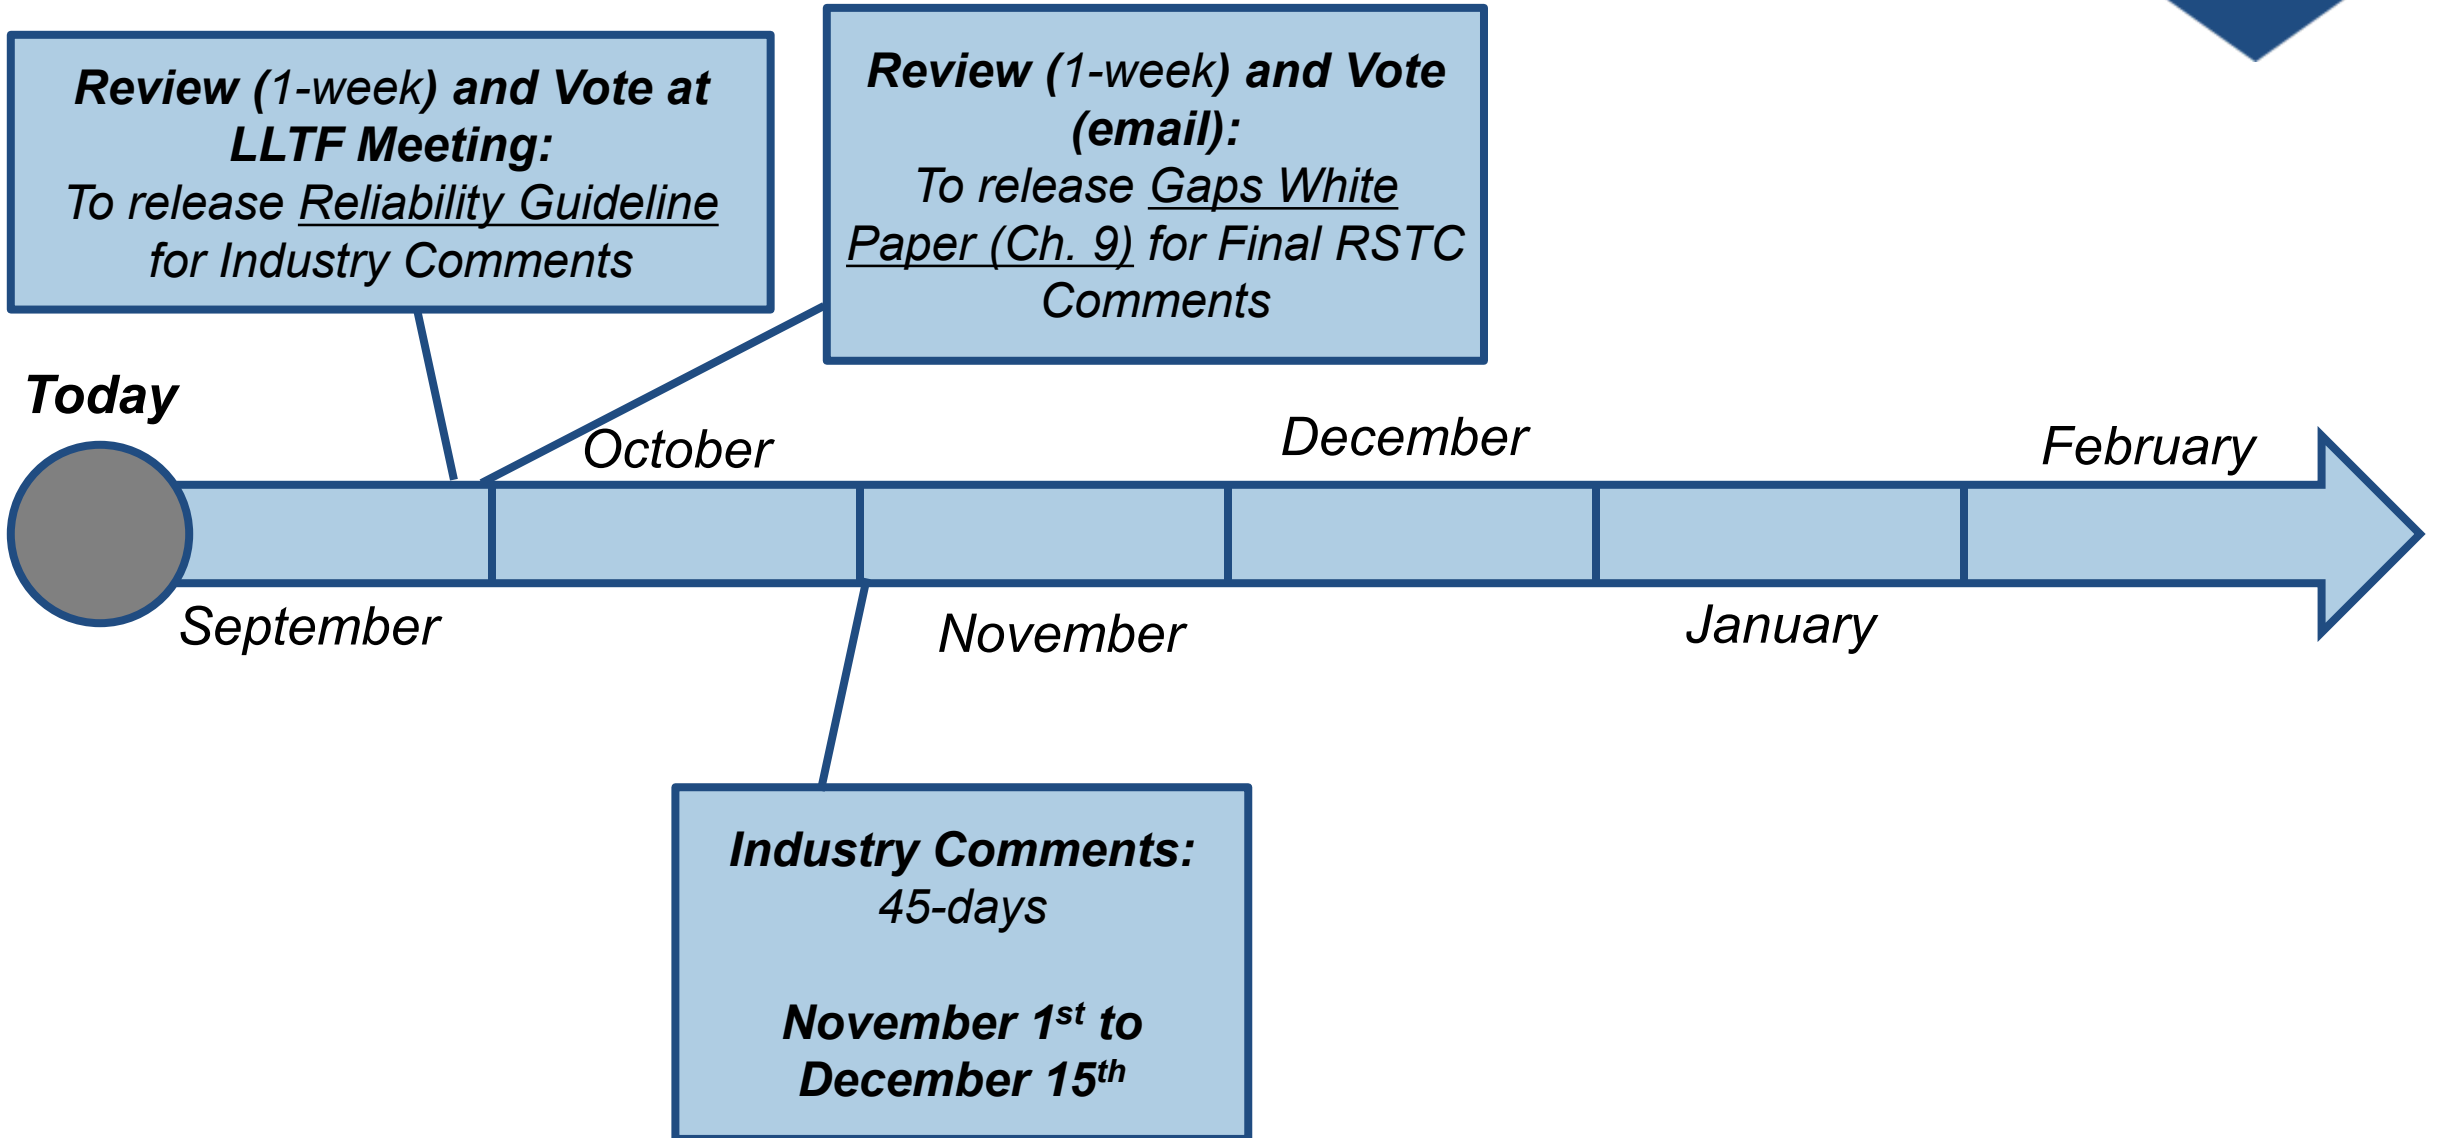 Review (1-week) and Vote at
LLTF Meeting:
To release Reliability Guideline
for Industry Comments
Review (1-week) and Vote
(email):
To release Gaps White
Paper (Ch. 9) for Final RSTC
Comments
Today
October
December
February
September
November
January
Industry Comments:
45-days
November 1st to
December 15th